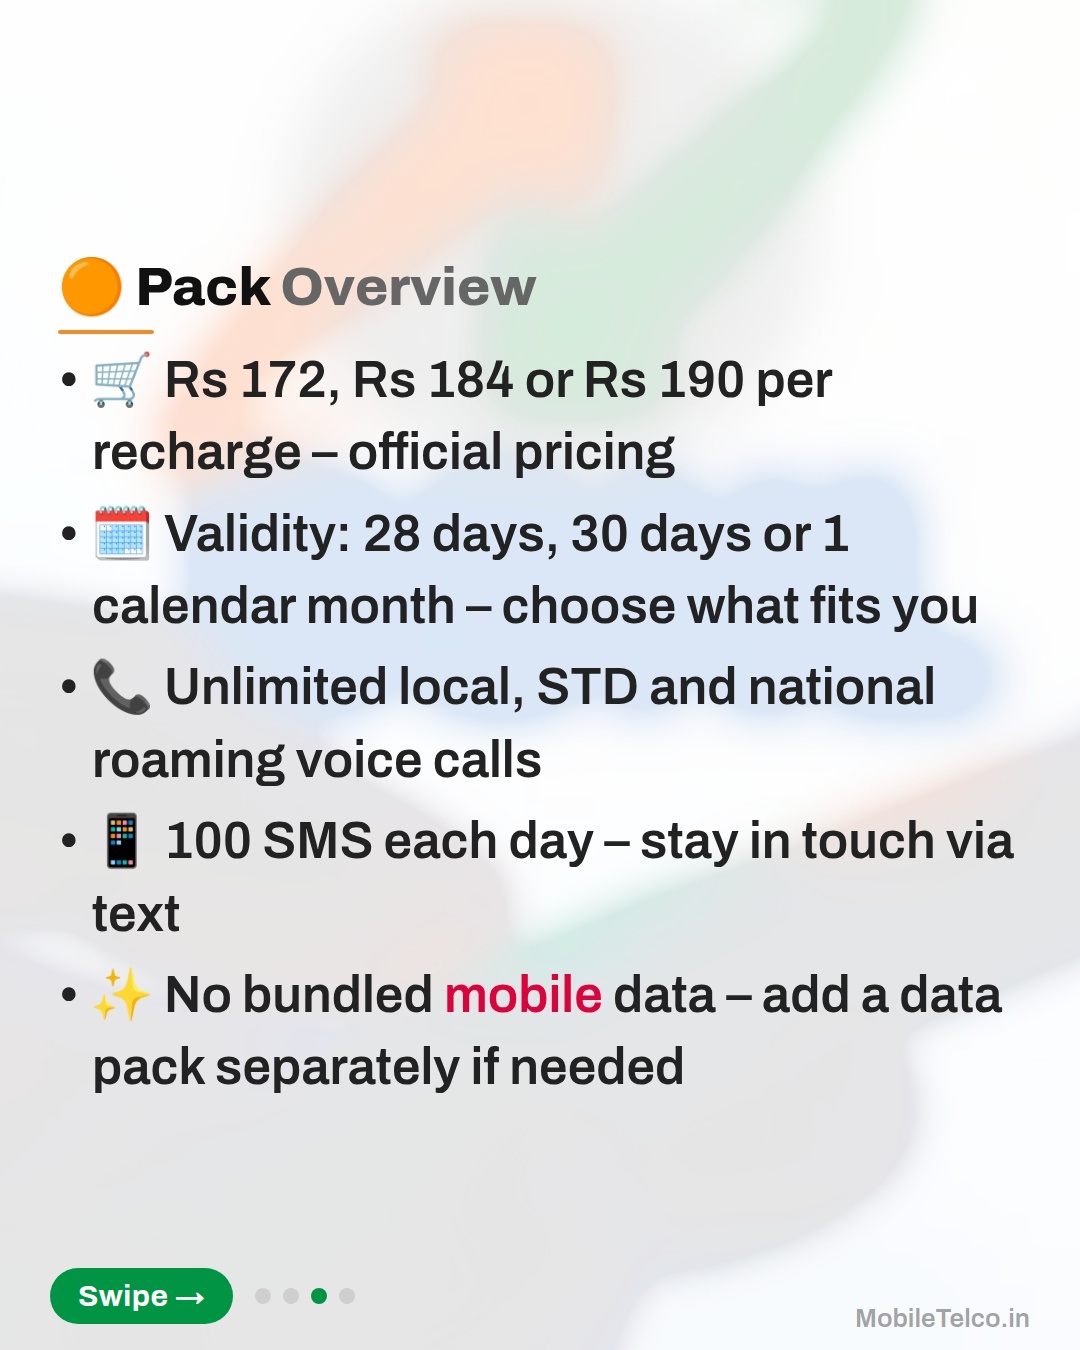 🟠 Pack Overview
• 🛒 Rs 172, Rs 184 or Rs 190 per
recharge – official pricing
• 🗓️ Validity: 28 days, 30 days or 1
calendar month – choose what fits you
• 📞 Unlimited local, STD and national
roaming voice calls
• 📱 100 SMS each day – stay in touch via
text
• ✨ No bundled mobile data – add a data
pack separately if needed
Swipe →
MobileTelco.in